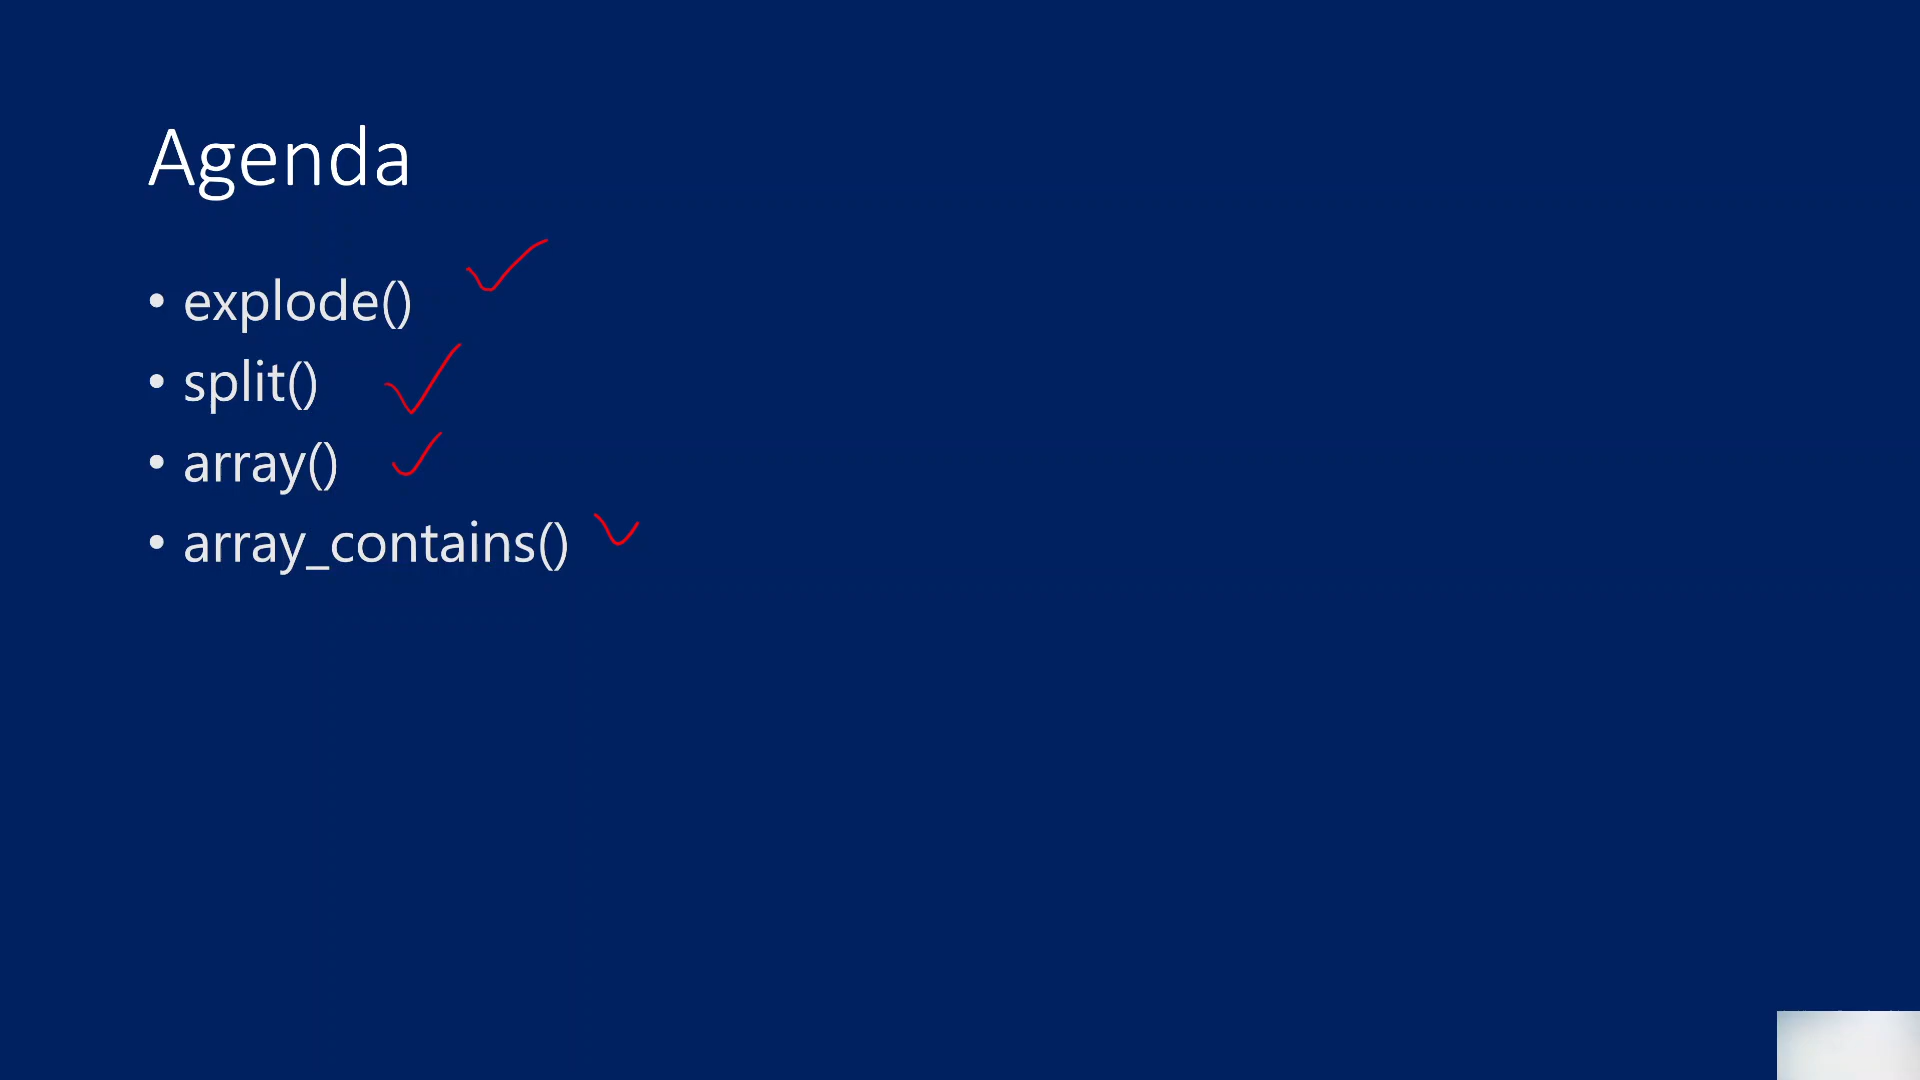 Agenda
• explode()
• split()
• array()
• array_contains()